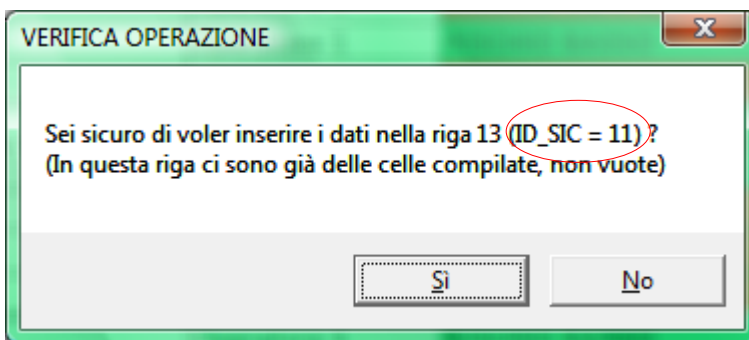 VERIFICA OPERAZIONE
Sei sicuro di voler inserire i dati nella riga 13 (ID_SIC = 11) ?
(In questa riga ci sono già delle celle compilate, non vuote)
Sì
No